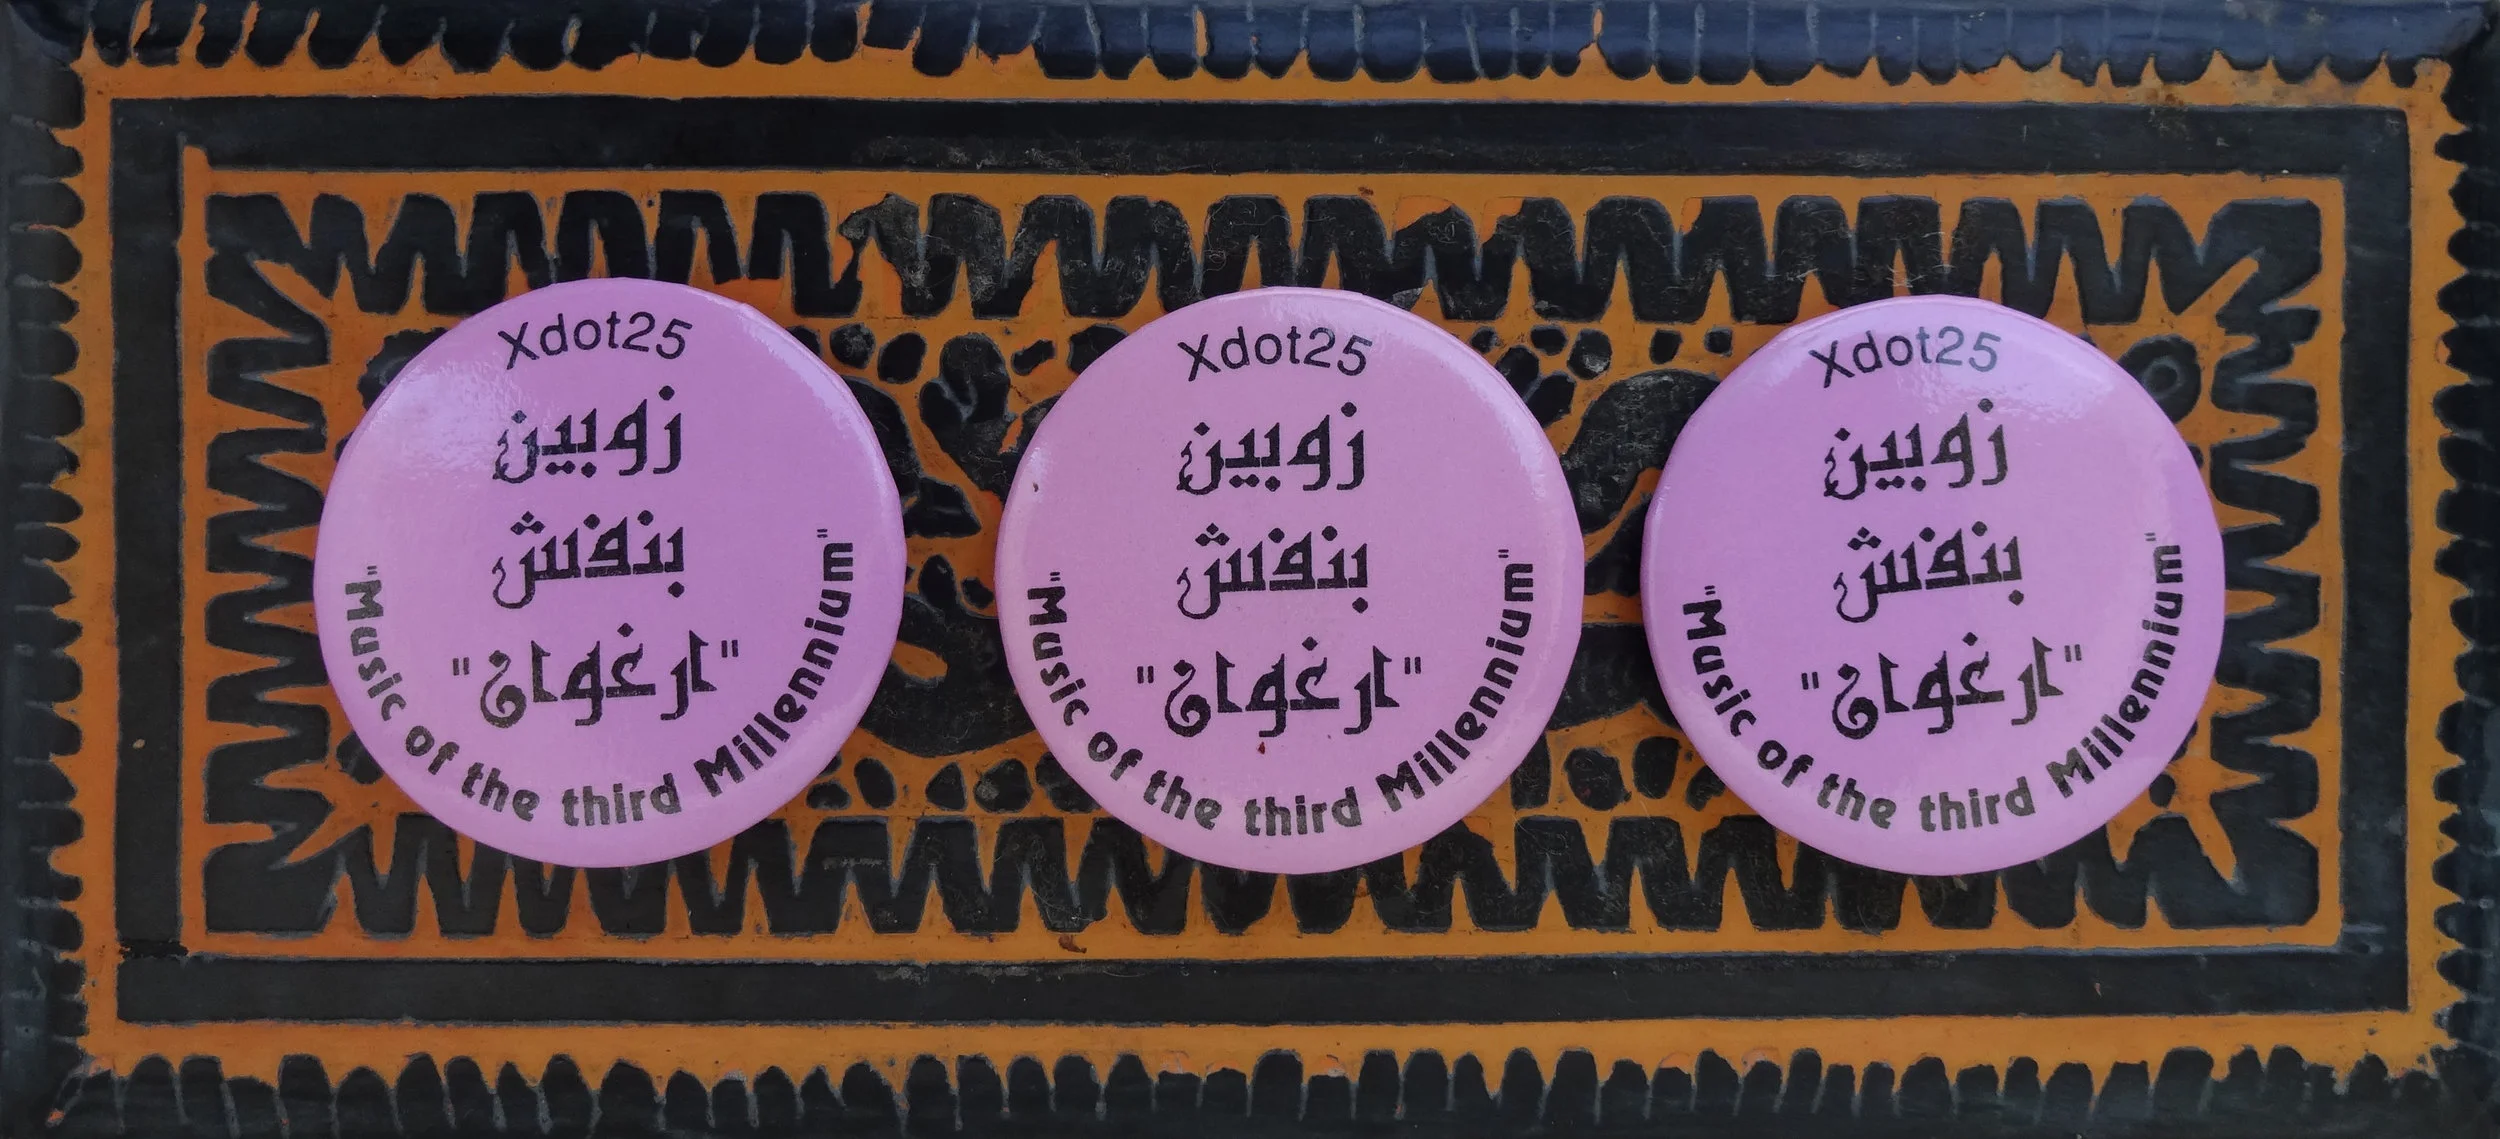 Xdot25
زوبين
بنفش
"ارغوان"
"Music of the third Millennium"
Xdot25
زوبين
بنفش
"ارغوان"
"Music of the third Millennium"
Xdot25
زوبين
بنفش
"ارغوان"
"Music of the third Millennium"